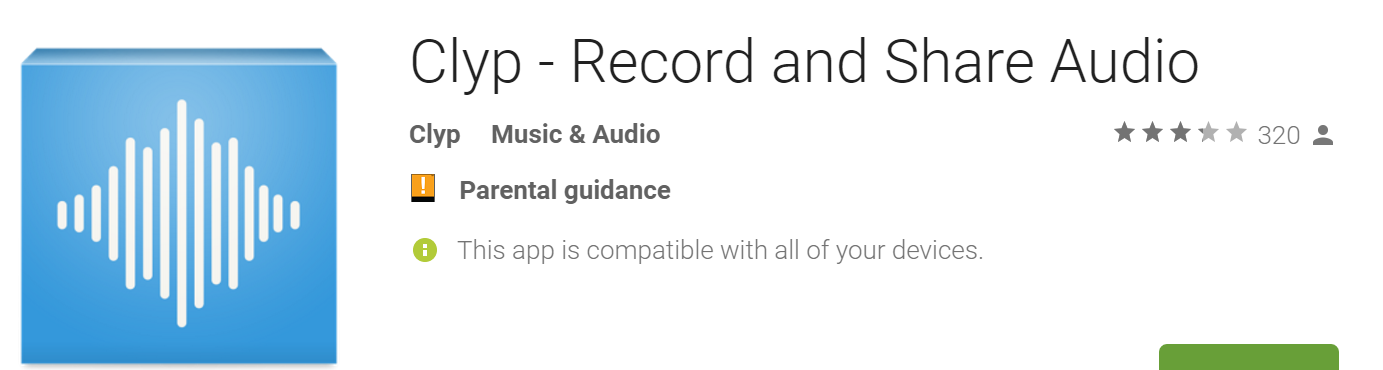 Clyp - Record and Share Audio
Clyp Music & Audio 320
Parental guidance
This app is compatible with all of your devices.